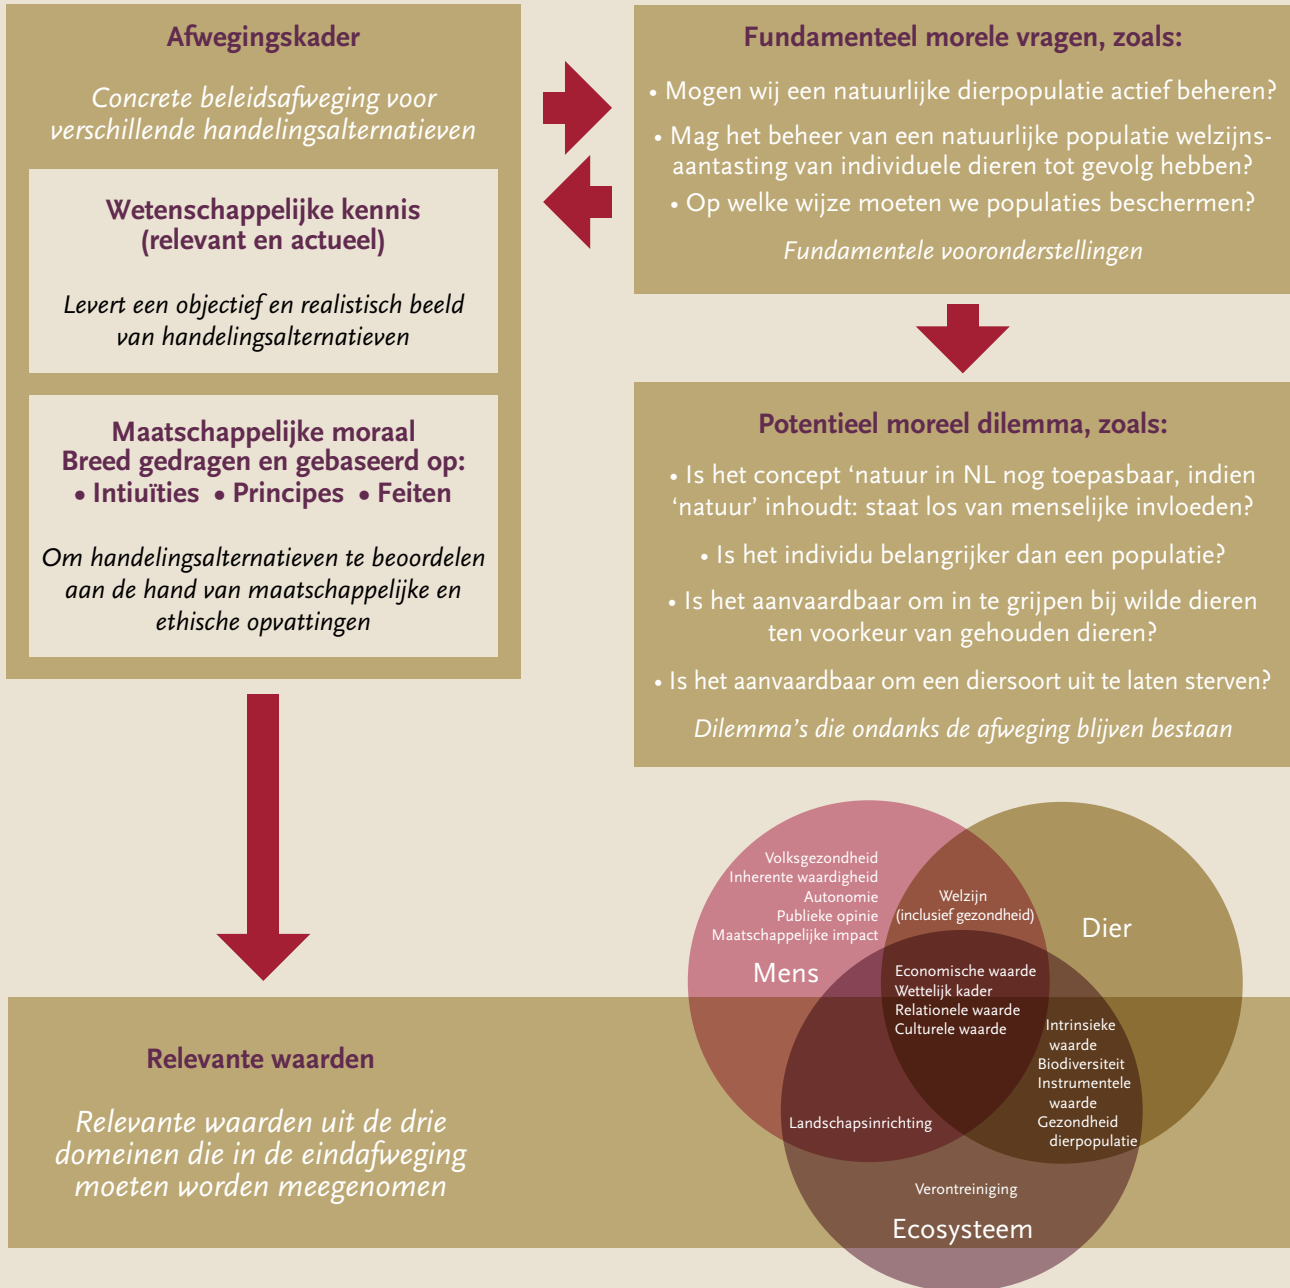 Afwegingskader
Concrete beleidsafweging voor
verschillende handelingsalternatieven
Wetenschappelijke kennis
(relevant en actueel)
Levert een objectief en realistisch beeld
van handelingsalternatieven
Maatschappelijke moraal
Breed gedragen en gebaseerd op:
• Intiuïties • Principes • Feiten
Om handelingsalternatieven te beoordelen
aan de hand van maatschappelijke en
ethische opvattingen
Fundamenteel morele vragen, zoals:
• Mogen wij een natuurlijke dierpopulatie actief beheren?
• Mag het beheer van een natuurlijke populatie welzijns-
aantasting van individuele dieren tot gevolg hebben?
• Op welke wijze moeten we populaties beschermen?
Fundamentele vooronderstellingen
Potentieel moreel dilemma, zoals:
• Is het concept ‘natuur in NL nog toepasbaar, indien
‘natuur’ inhoudt: staat los van menselijke invloeden?
• Is het individu belangrijker dan een populatie?
• Is het aanvaardbaar om in te grijpen bij wilde dieren
ten voorkeur van gehouden dieren?
• Is het aanvaardbaar om een diersoort uit te laten sterven?
Dilemma’s die ondanks de afweging blijven bestaan
Relevante waarden
Relevante waarden uit de drie
domeinen die in de eindafweging
moeten worden meegenomen
Volksgezondheid
Inherente waardigheid
Autonomie
Publieke opinie
Maatschappelijke impact
Mens
Welzijn
(inclusief gezondheid)
Dier
Economische waarde
Wettelijk kader
Relationele waarde
Culturele waarde
Intrinsieke
waarde
Biodiversiteit
Instrumentele
waarde
Gezondheid
dierpopulatie
Landschapsinrichting
Verontreiniging
Ecosysteem